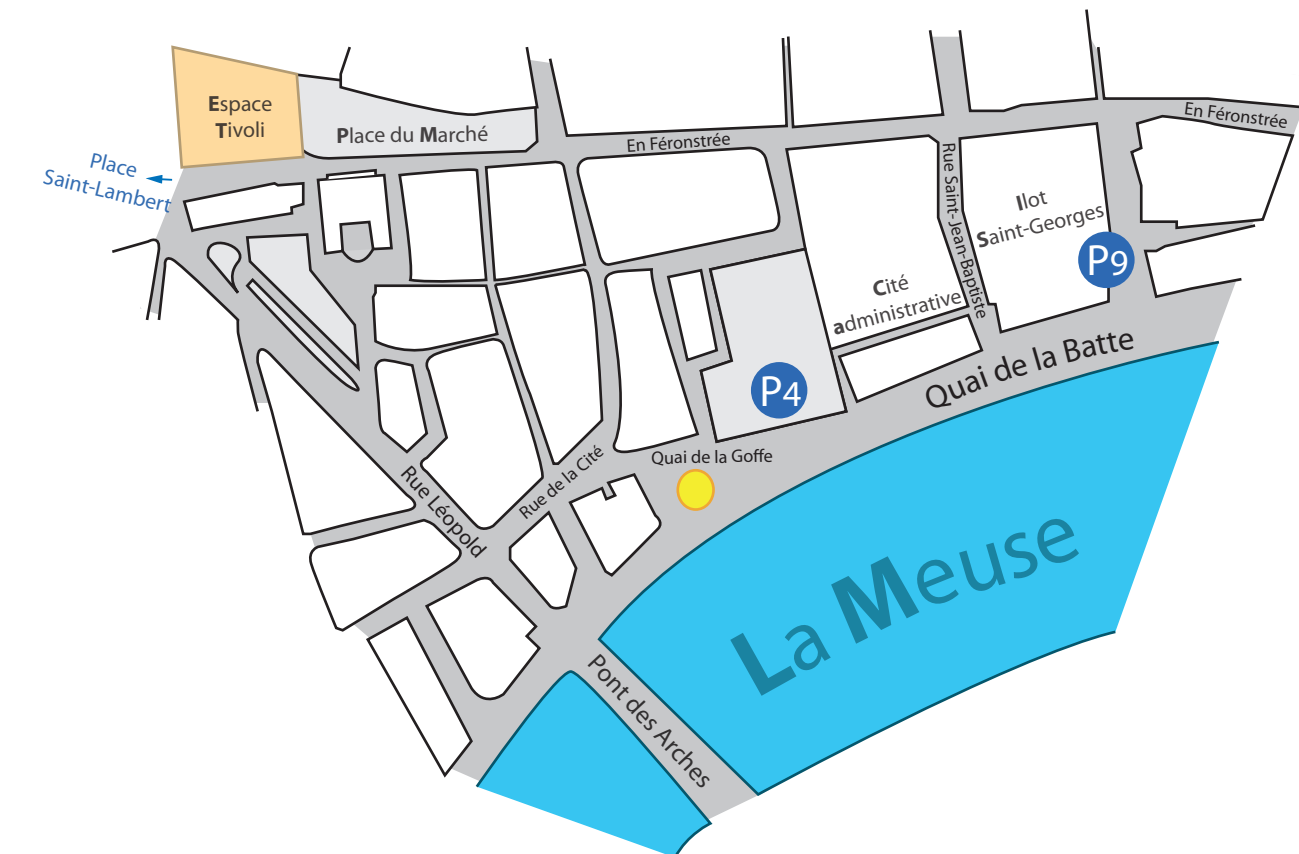 Espace
Tivoli
Place du Marché
En Féronstrée
En Féronstrée
Place
Saint-Lambert
Rue Saint-Jean-Baptiste
Ilot
Saint-Georges
P9
Cité
administrative
Quai de la Batte
P4
Quai de la Goffe
Rue de la Cité
Rue Léopold
La Meuse
Pont des Arches